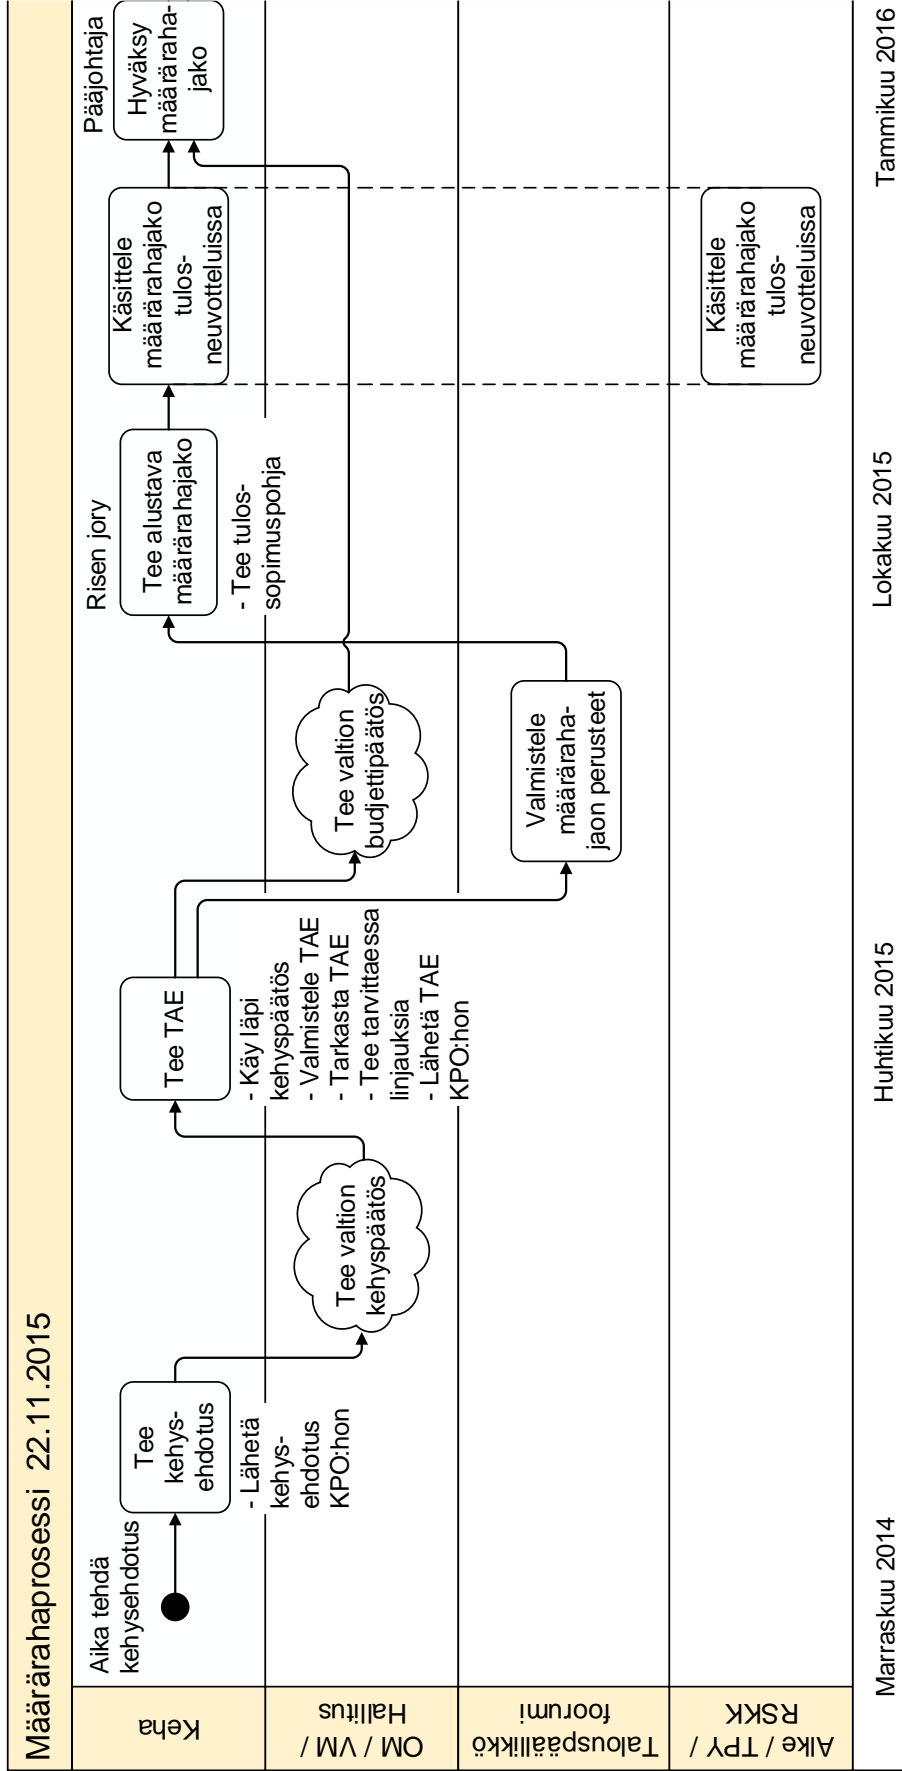 Määrärahaprosessi 22.11.2015
Keha
Aika tehdä
kehysehdotus
Tee
kehys-
ehdotus
- Lähetä
kehys-
ehdotus
KPO:hon
Tee TAE
- Käy läpi
kehyspäätös
- Valmistele TAE
- Tarkasta TAE
- Tee tarvittaessa
linjauksia
- Lähetä TAE
KPO:hon
Risen jory
Tee alustava
määrärahajako
- Tee tulos-
sopimuspohja
Käsittele
määrärahajako
tulos-
neuvotteluissa
Pääjohtaja
Hyväksy
määräraha-
jako
OM / VM /
Hallitus
Tee valtion
kehyspäätös
Tee valtion
budjettipäätös
Talouspäällikkö
foorumi
Valmistele
määräraha-
jaon perusteet
Alke / TPY /
RSKK
Käsittele
määrärahajako
tulos-
neuvotteluissa
Marraskuu 2014
Huhtikuu 2015
Lokakuu 2015
Tammikuu 2016